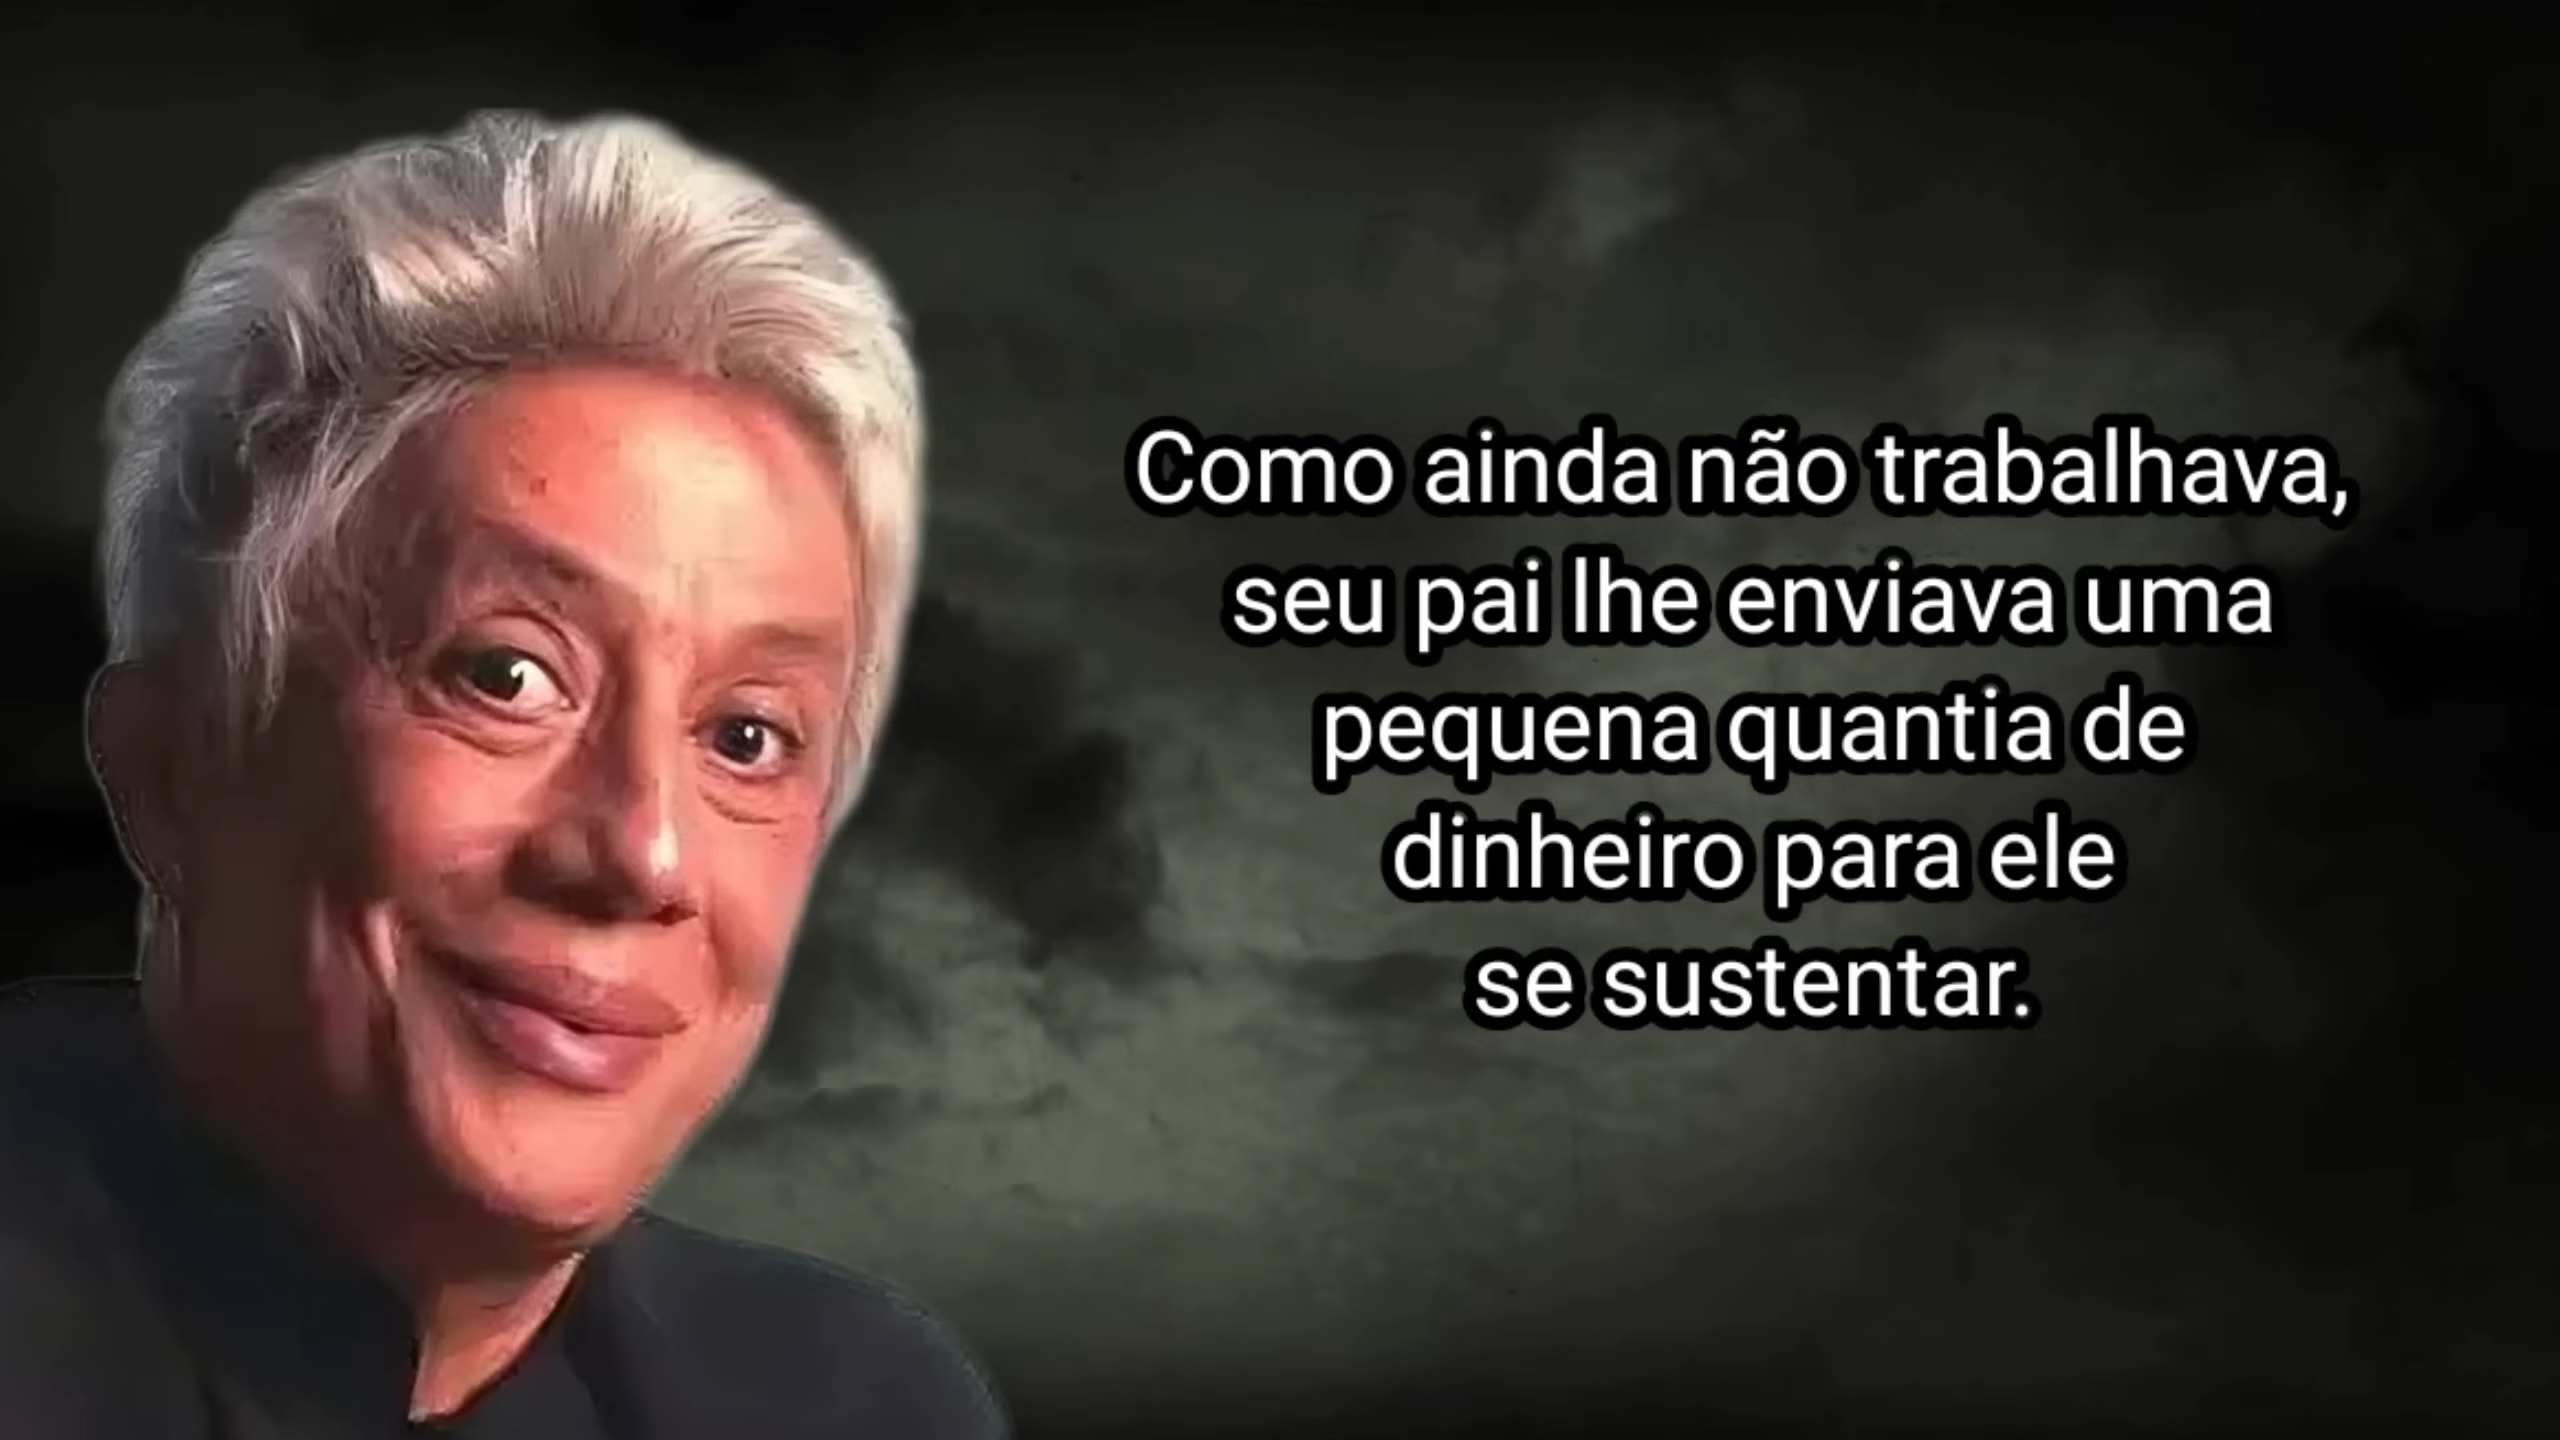 Como ainda não trabalhava,
seu pai lhe enviava uma
pequena quantia de
dinheiro para ele
se sustentar.